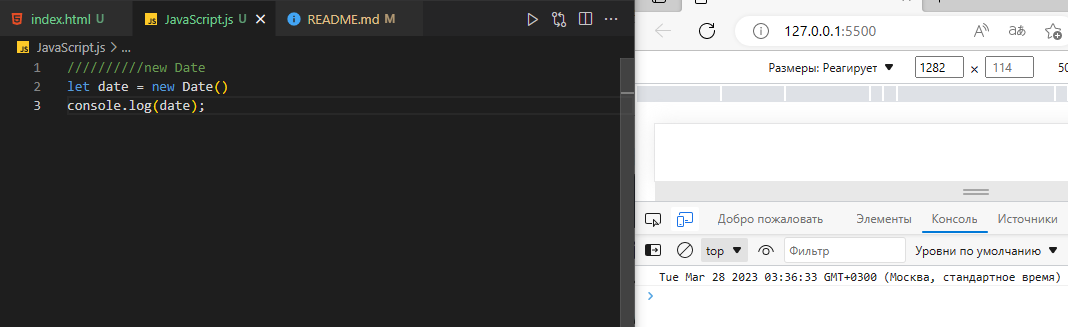 index.html U
JavaScript.js U
README.md M
JS JavaScript.js > ...
1 //////////new Date
2 let date = new Date()
3 console.log(date);
127.0.0.1:5500
Размеры: Реагирует ▼ 1282 × 114 50
Добро пожаловать Элементы Консоль Источники
top ▼ Фильтр Уровни по умолчанию ▼
Tue Mar 28 2023 03:36:33 GMT+0300 (Москва, стандартное время)
>